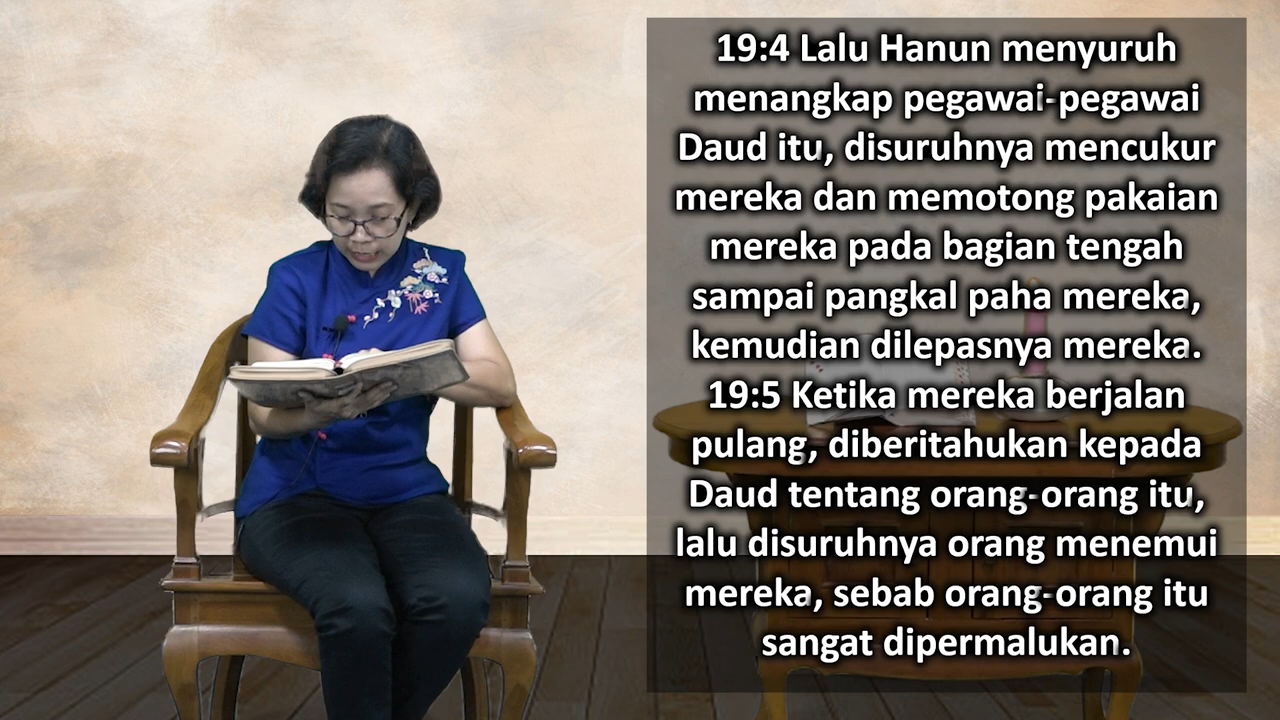 19:4 Lalu Hanun menyuruh
menangkap pegawai-pegawai
Daud itu, disuruhnya mencukur
mereka dan memotong pakaian
mereka pada bagian tengah
sampai pangkal paha mereka,
kemudian dilepasnya mereka.
19:5 Ketika mereka berjalan
pulang, diberitahukan kepada
Daud tentang orang-orang itu,
lalu disuruhnya orang menemui
mereka, sebab orang-orang itu
sangat dipermalukan.